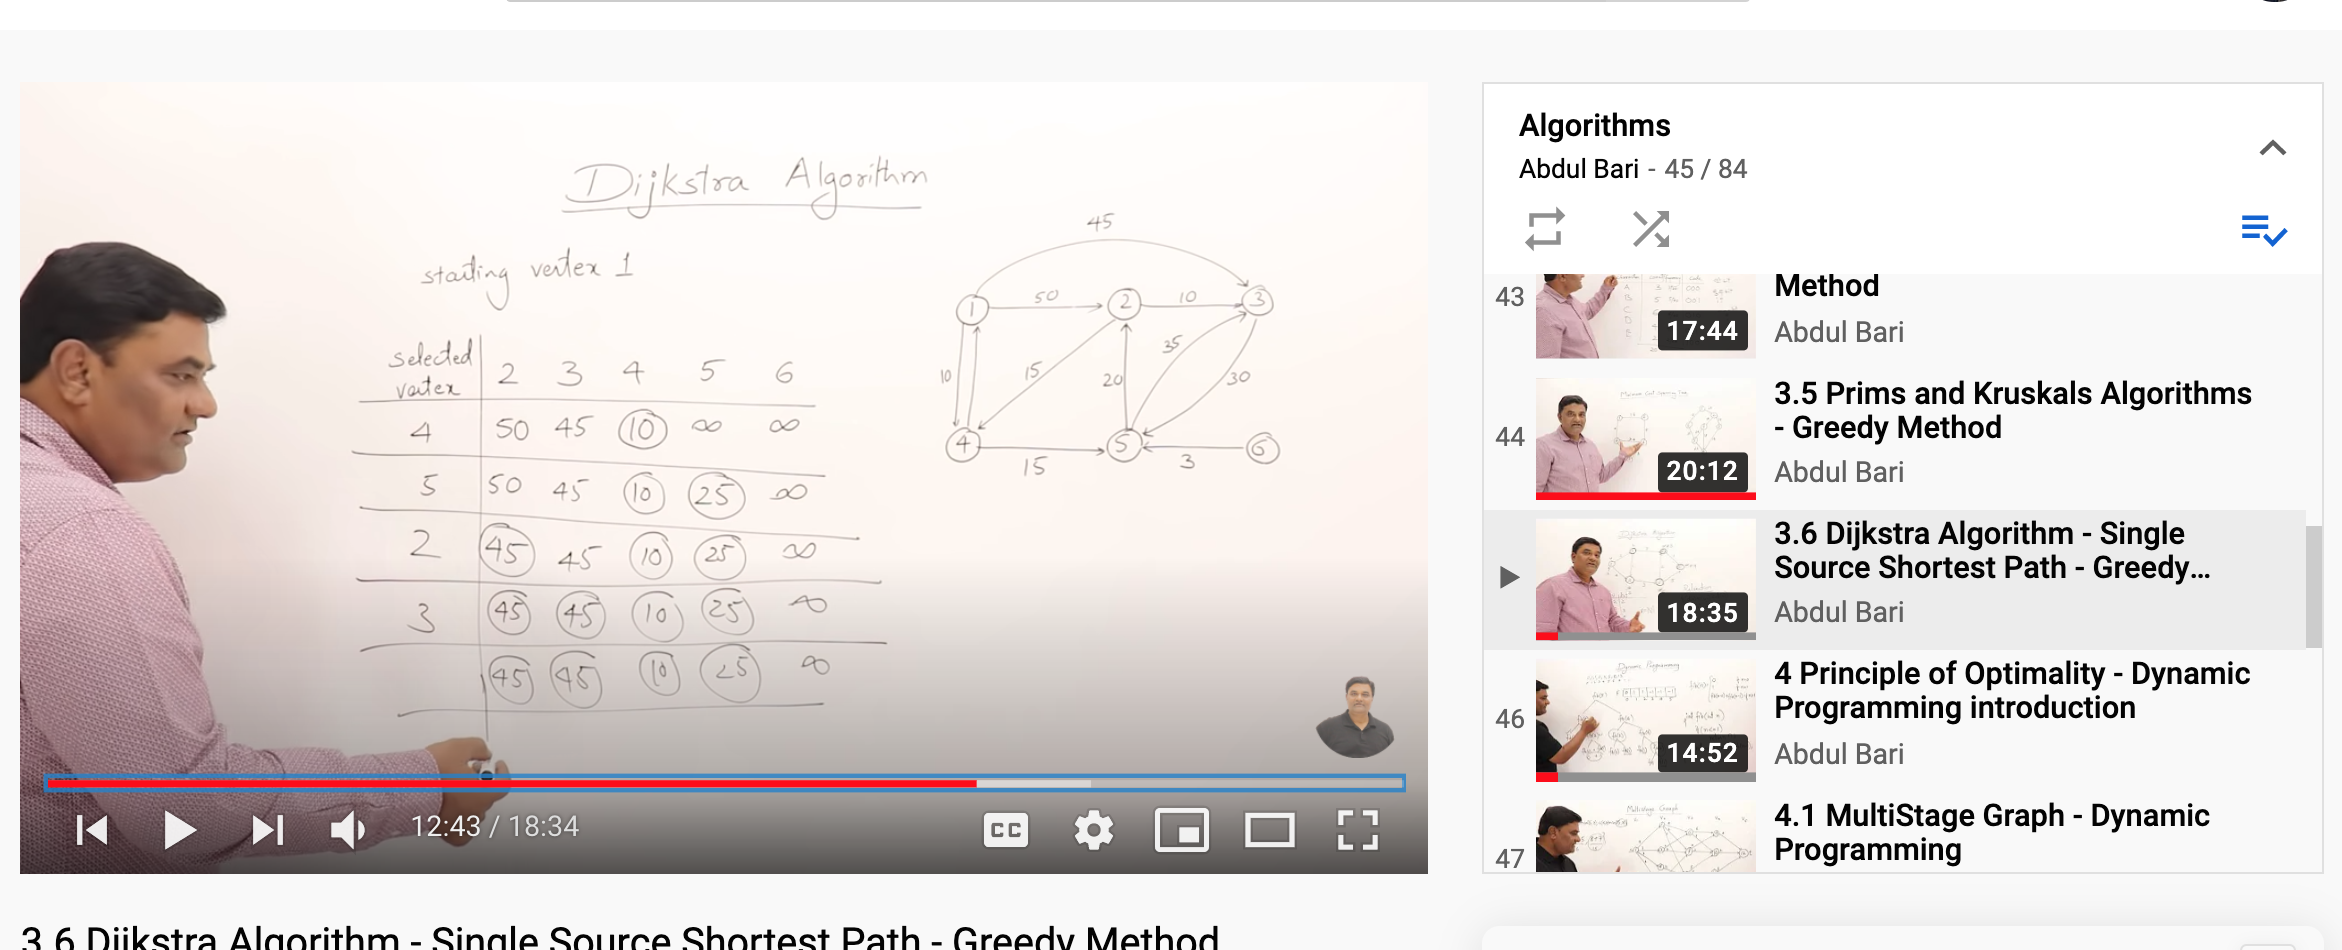 Dijkstra Algorithm
starting vertex 1
45
50
10
10
15
20
35
30
15
3
1
2
3
4
5
6
selected vertex 2 3 4 5 6
4 50 45 10 ∞ ∞
5 50 45 10 25 ∞
2 45 45 10 25 ∞
3 45 45 10 25 ∞
45 45 10 25 ∞
12:43 / 18:34
CC
3.6 Dijkstra Algorithm - Single Source Shortest Path - Greedy Method
Algorithms
Abdul Bari - 45 / 84
43
17:44
Method
Abdul Bari
44
20:12
3.5 Prims and Kruskals Algorithms
- Greedy Method
Abdul Bari
18:35
3.6 Dijkstra Algorithm - Single
Source Shortest Path - Greedy...
Abdul Bari
46
14:52
4 Principle of Optimality - Dynamic
Programming introduction
Abdul Bari
47
4.1 MultiStage Graph - Dynamic
Programming